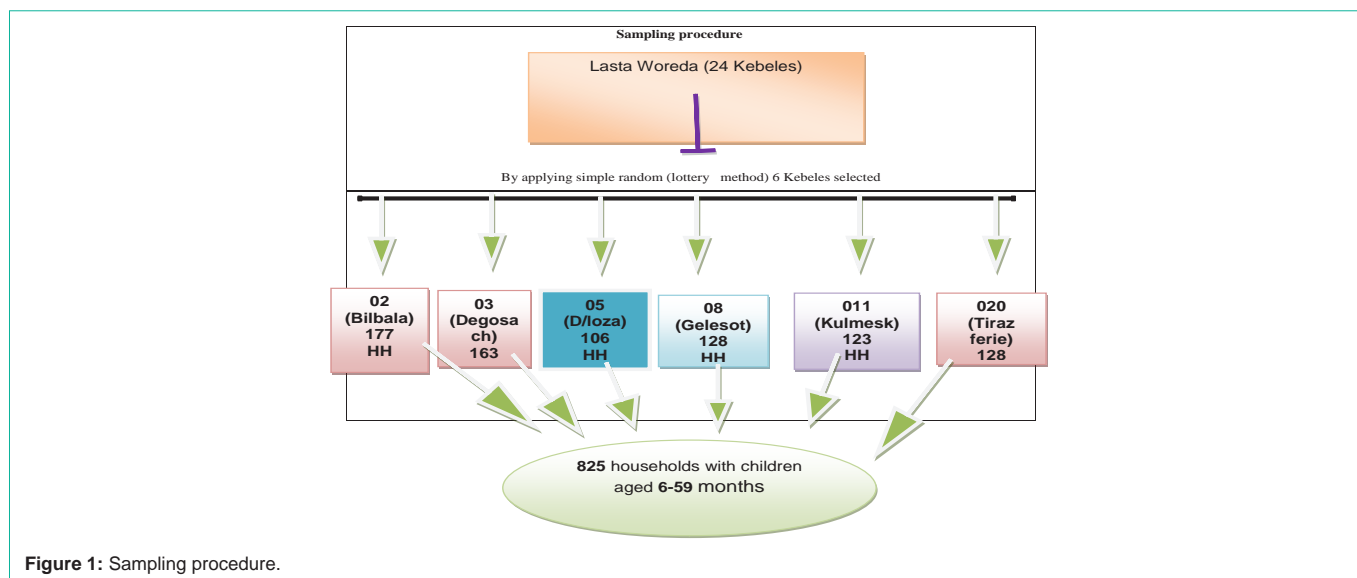 Sampling procedure
Lasta Woreda (24 Kebeles)
By applying simple random (lottery method) 6 Kebeles selected
02
(Bilbala)
177
HH
03
(Degosa
ch)
163
05
(D/loza)
106
HH
08
(Gelesot)
128
HH
011
(Kulmesk)
123
HH
020
(Tiraz
ferie)
128
825 households with children
aged 6-59 months
Figure 1: Sampling procedure.